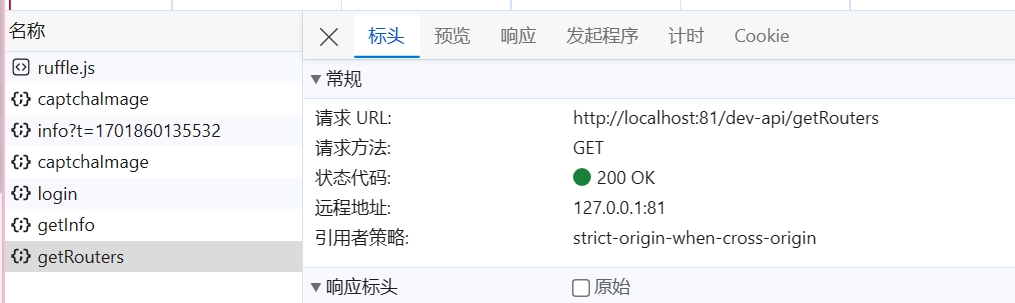 名称
ruffle.js
captchaImage
info?t=1701860135532
captchaImage
login
getInfo
getRouters
标头 预览 响应 发起程序 计时 Cookie
常规
请求 URL: http://localhost:81/dev-api/getRouters
请求方法: GET
状态代码: 200 OK
远程地址: 127.0.0.1:81
引用者策略: strict-origin-when-cross-origin
响应标头 原始